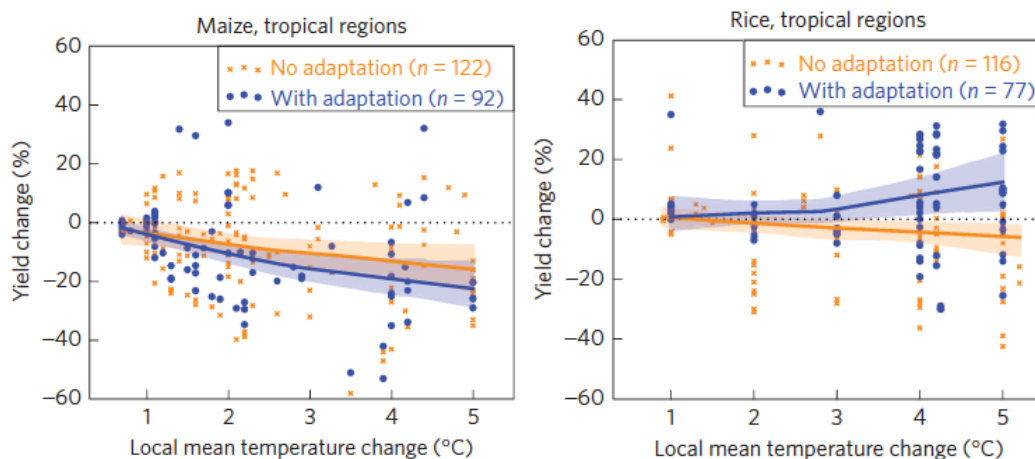 Maize, tropical regions
60
40
20
0
−20
−40
−60
Yield change (%)
No adaptation (n = 122)
With adaptation (n = 92)
1 2 3 4 5
Local mean temperature change (°C)
Rice, tropical regions
60
40
20
0
−20
−40
−60
Yield change (%)
No adaptation (n = 116)
With adaptation (n = 77)
1 2 3 4 5
Local mean temperature change (°C)